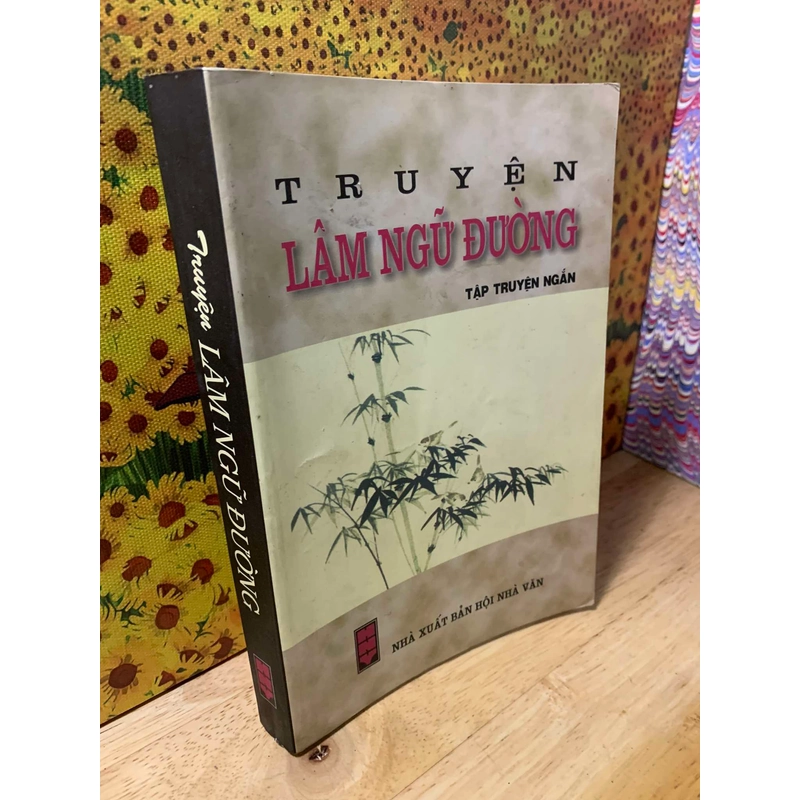 TRUYỆN
LÂM NGỮ ĐƯỜNG
TẬP TRUYỆN NGẮN
NHÀ XUẤT BẢN HỘI NHÀ VĂN
Truyện LÂM NGỮ ĐƯỜNG